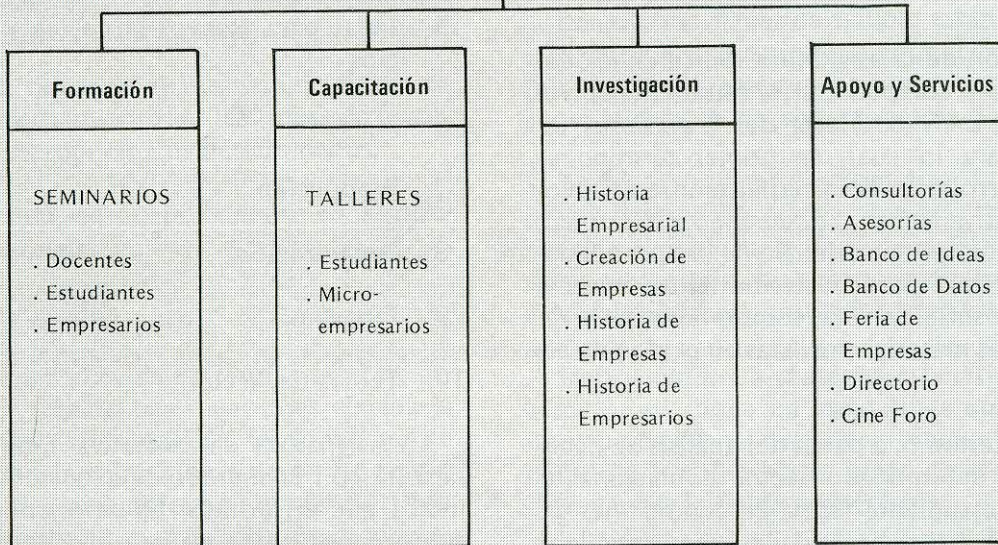 Formación
SEMINARIOS
. Docentes
. Estudiantes
. Empresarios
Capacitación
TALLERES
. Estudiantes
. Micro-
empresarios
Investigación
. Historia
Empresarial
. Creación de
Empresas
. Historia de
Empresas
. Historia de
Empresarios
Apoyo y Servicios
. Consultorías
. Asesorías
. Banco de Ideas
. Banco de Datos
. Feria de
Empresas
. Directorio
. Cine Foro